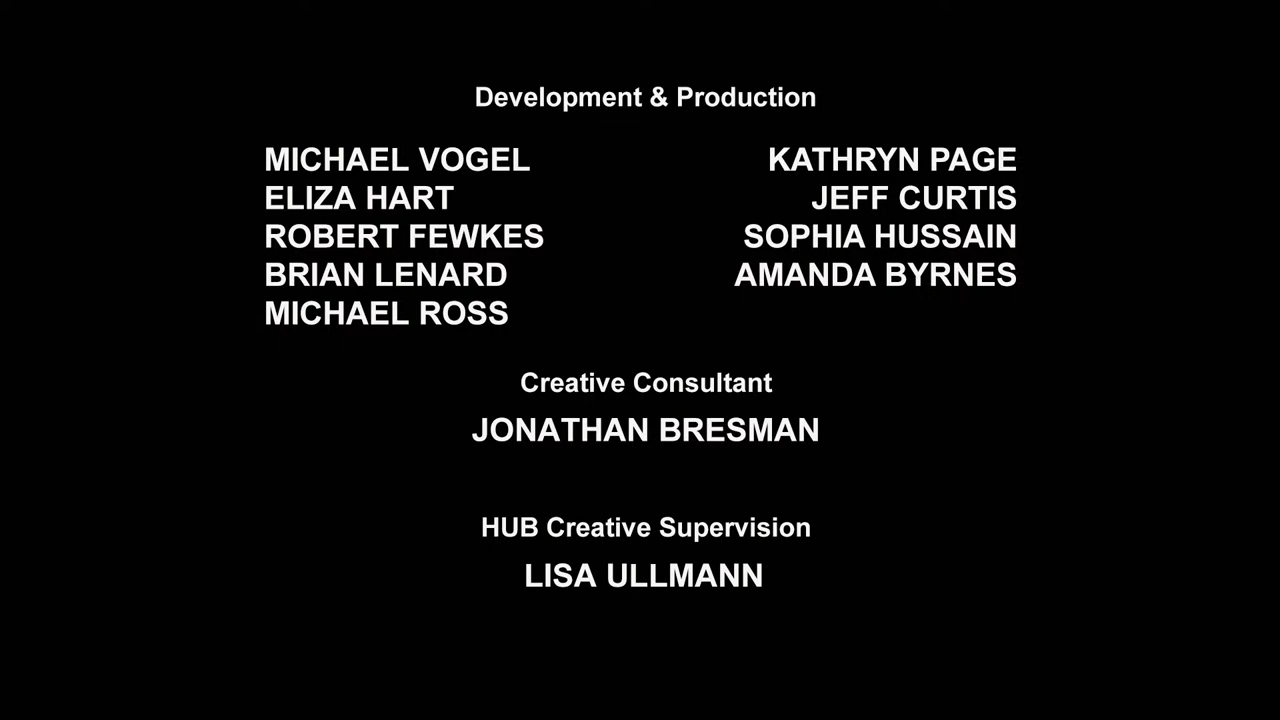 Development & Production
MICHAEL VOGEL KATHRYN PAGE
ELIZA HART JEFF CURTIS
ROBERT FEWKES SOPHIA HUSSAIN
BRIAN LENARD AMANDA BYRNES
MICHAEL ROSS
Creative Consultant
JONATHAN BRESMAN
HUB Creative Supervision
LISA ULLMANN